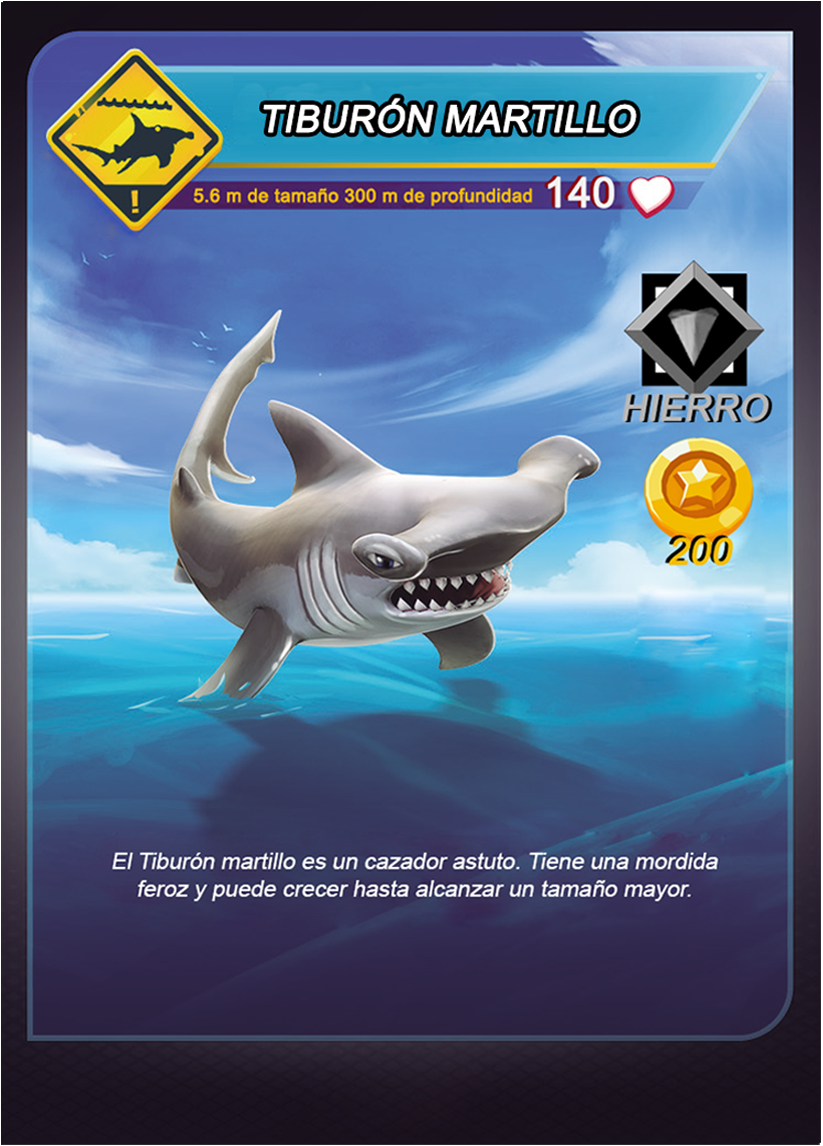 TIBURÓN MARTILLO
5.6 m de tamaño 300 m de profundidad 140
!
HIERRO
200
El Tiburón martillo es un cazador astuto. Tiene una mordida
feroz y puede crecer hasta alcanzar un tamaño mayor.